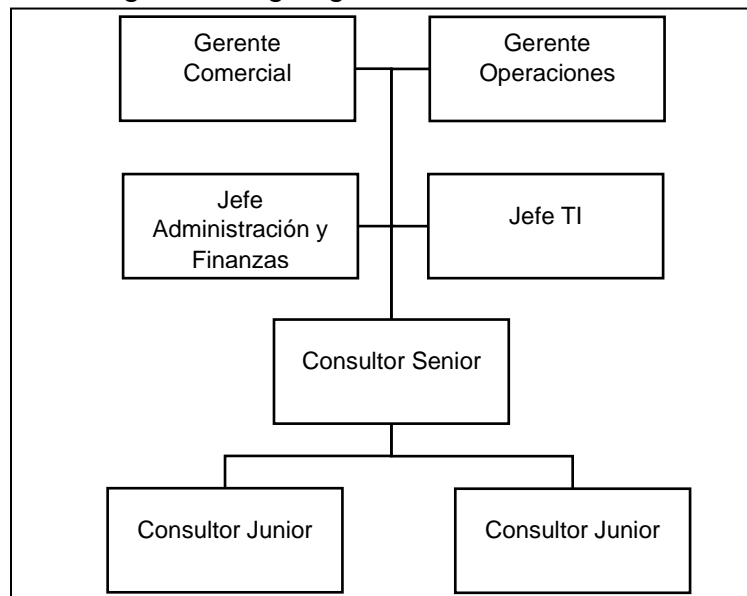 Gerente
Comercial
Gerente
Operaciones
Jefe
Administración y
Finanzas
Jefe TI
Consultor Senior
Consultor Junior
Consultor Junior